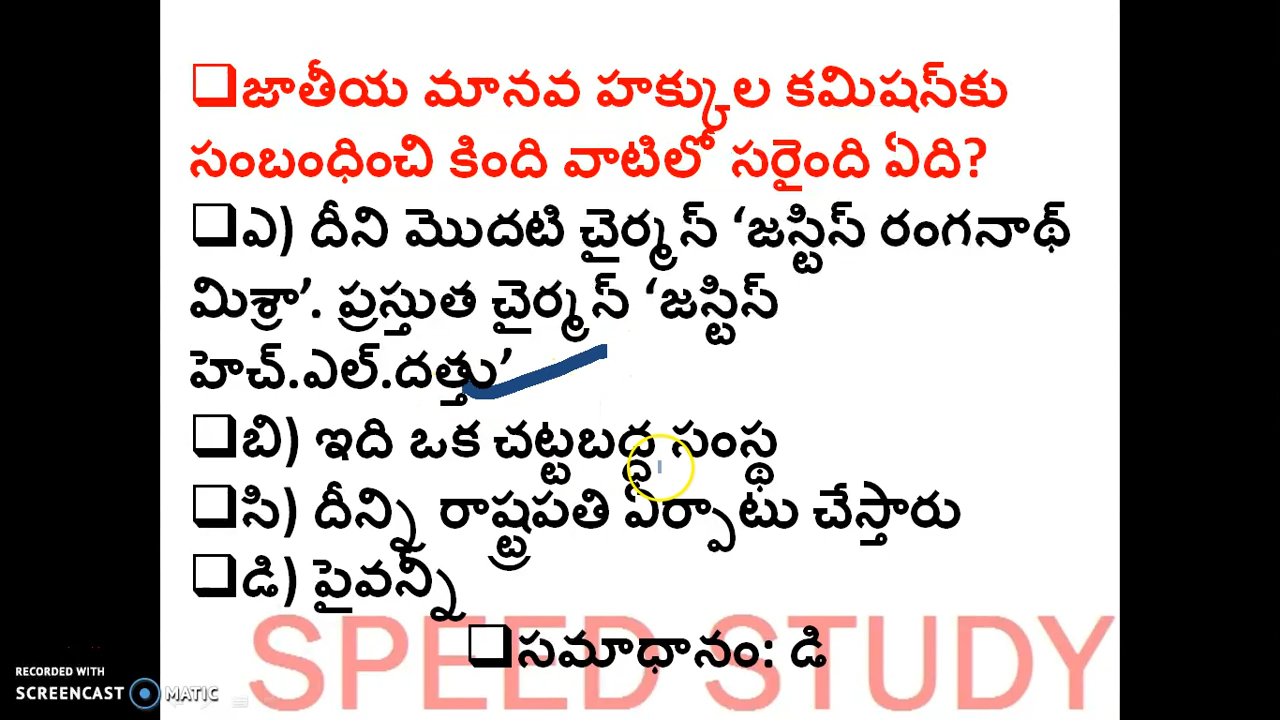 ❑జాతీయ మానవ హక్కుల కమిషన్‌కు
సంబంధించి కింది వాటిలో సరైంది ఏది?
❑ఎ) దీని మొదటి చైర్మన్ ‘జస్టిస్ రంగనాథ్
మిశ్రా’. ప్రస్తుత చైర్మన్ ‘జస్టిస్
హెచ్.ఎల్.దత్తు’
❑బి) ఇది ఒక చట్టబద్ధ సంస్థ
❑సి) దీన్ని రాష్ట్రపతి ఏర్పాటు చేస్తారు
❑డి) పైవన్నీ
❑సమాధానం: డి
SPEED STUDY
RECORDED WITH
SCREENCAST MATIC